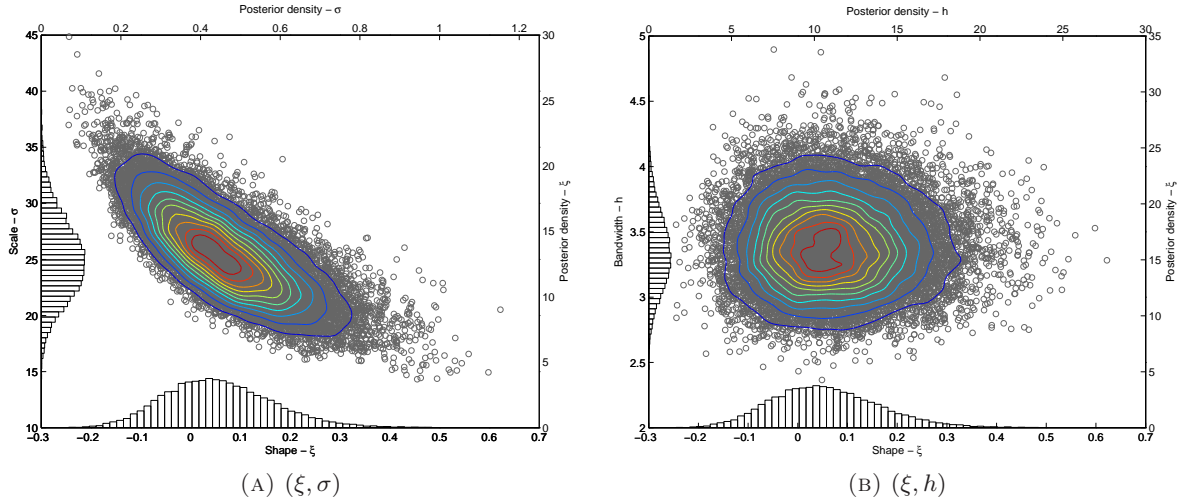 Posterior density – σ
0 0.2 0.4 0.6 0.8 1 1.2
45 40 35 30 25 20 15 10
Scale – σ
30 25 20 15 10 5 0
Posterior density – ξ
-0.3 -0.2 -0.1 0 0.1 0.2 0.3 0.4 0.5 0.6 0.7
Shape – ξ
(A) (ξ, σ)
Posterior density – h
0 5 10 15 20 25 30
5 4.5 4 3.5 3 2.5 2
Bandwidth – h
35 30 25 20 15 10 5 0
Posterior density – ξ
-0.3 -0.2 -0.1 0 0.1 0.2 0.3 0.4 0.5 0.6 0.7
Shape – ξ
(B) (ξ, h)